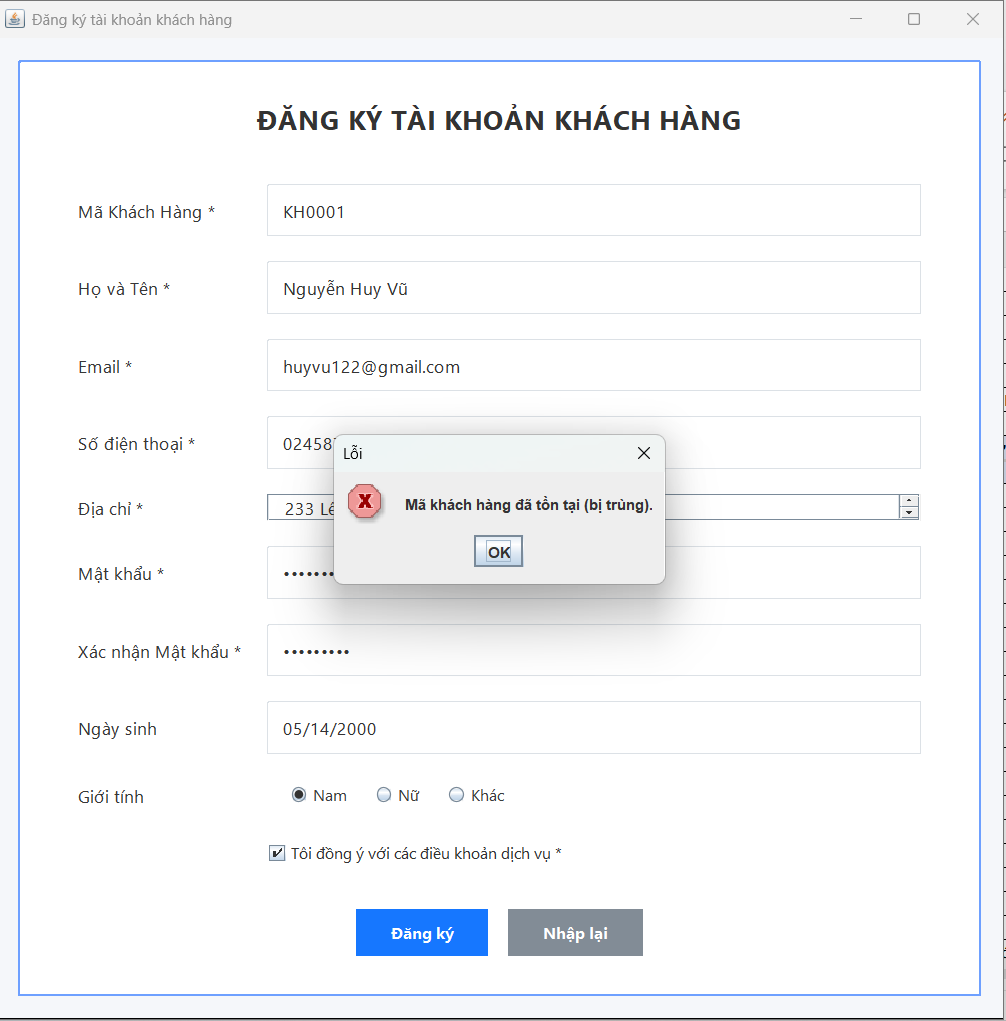 Đăng ký tài khoản khách hàng
ĐĂNG KÝ TÀI KHOẢN KHÁCH HÀNG
Mã Khách Hàng * KH0001
Họ và Tên * Nguyễn Huy Vũ
Email * huyvu122@gmail.com
Số điện thoại * 02458
Lỗi
Mã khách hàng đã tồn tại (bị trùng).
OK
Địa chỉ * 233
Mật khẩu * ••••••••
Xác nhận Mật khẩu * •••••••••
Ngày sinh 05/14/2000
Giới tính Nam Nữ Khác
Tôi đồng ý với các điều khoản dịch vụ *
Đăng ký Nhập lại